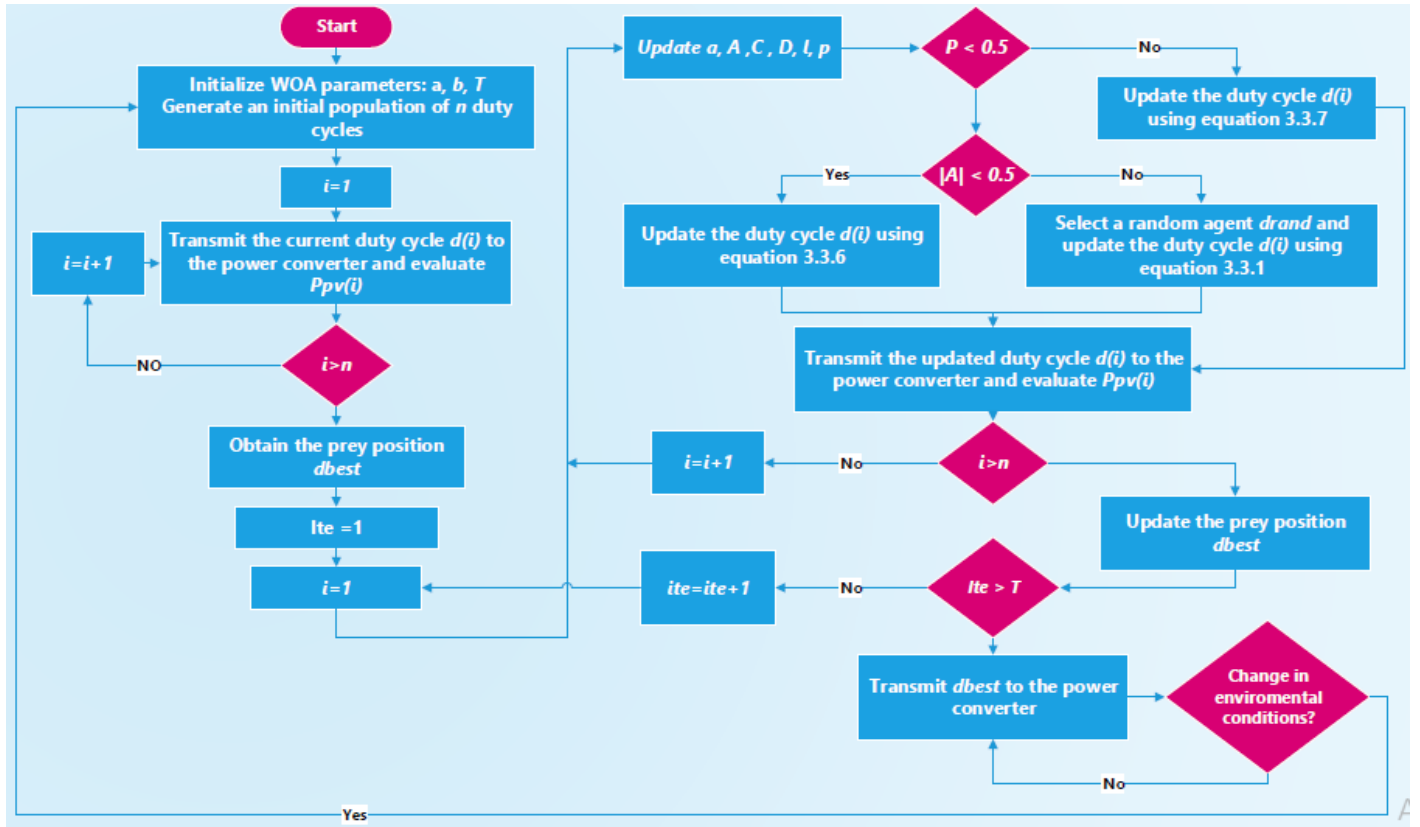 Start
Initialize WOA parameters: a, b, T
Generate an initial population of n duty
cycles
i=1
Transmit the current duty cycle d(i) to
the power converter and evaluate
Ppv(i)
i=i+1
i>n
NO
Obtain the prey position
dbest
Ite =1
i=1
Update a, A ,C , D, l, p
P < 0.5
No
Update the duty cycle d(i)
using equation 3.3.7
|A| < 0.5
Yes
No
Update the duty cycle d(i) using
equation 3.3.6
Select a random agent drand and
update the duty cycle d(i) using
equation 3.3.1
Transmit the updated duty cycle d(i) to the
power converter and evaluate Ppv(i)
i>n
No
i=i+1
Update the prey position
dbest
Ite > T
No
ite=ite+1
Transmit dbest to the power
converter
Change in
enviromental
conditions?
No
Yes
A